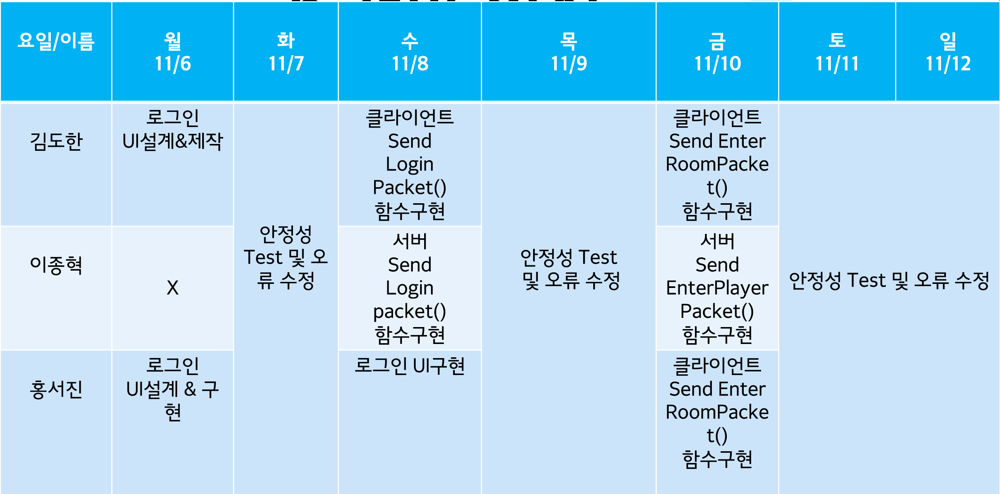 요일/이름
월
11/6
화
11/7
수
11/8
목
11/9
금
11/10
토
11/11
일
11/12
김도한
로그인
UI설계&제작
안정성
Test 및 오
류 수정
클라이언트
Send
Login
Packet()
함수구현
안정성 Test
및 오류 수정
클라이언트
Send Enter
RoomPacke
t()
함수구현
안정성 Test 및 오류 수정
이종혁
X
서버
Send
Login
packet()
함수구현
서버
Send
EnterPlayer
Packet()
함수구현
홍서진
로그인
UI설계 & 구
현
로그인 UI구현
클라이언트
Send Enter
RoomPacke
t()
함수구현